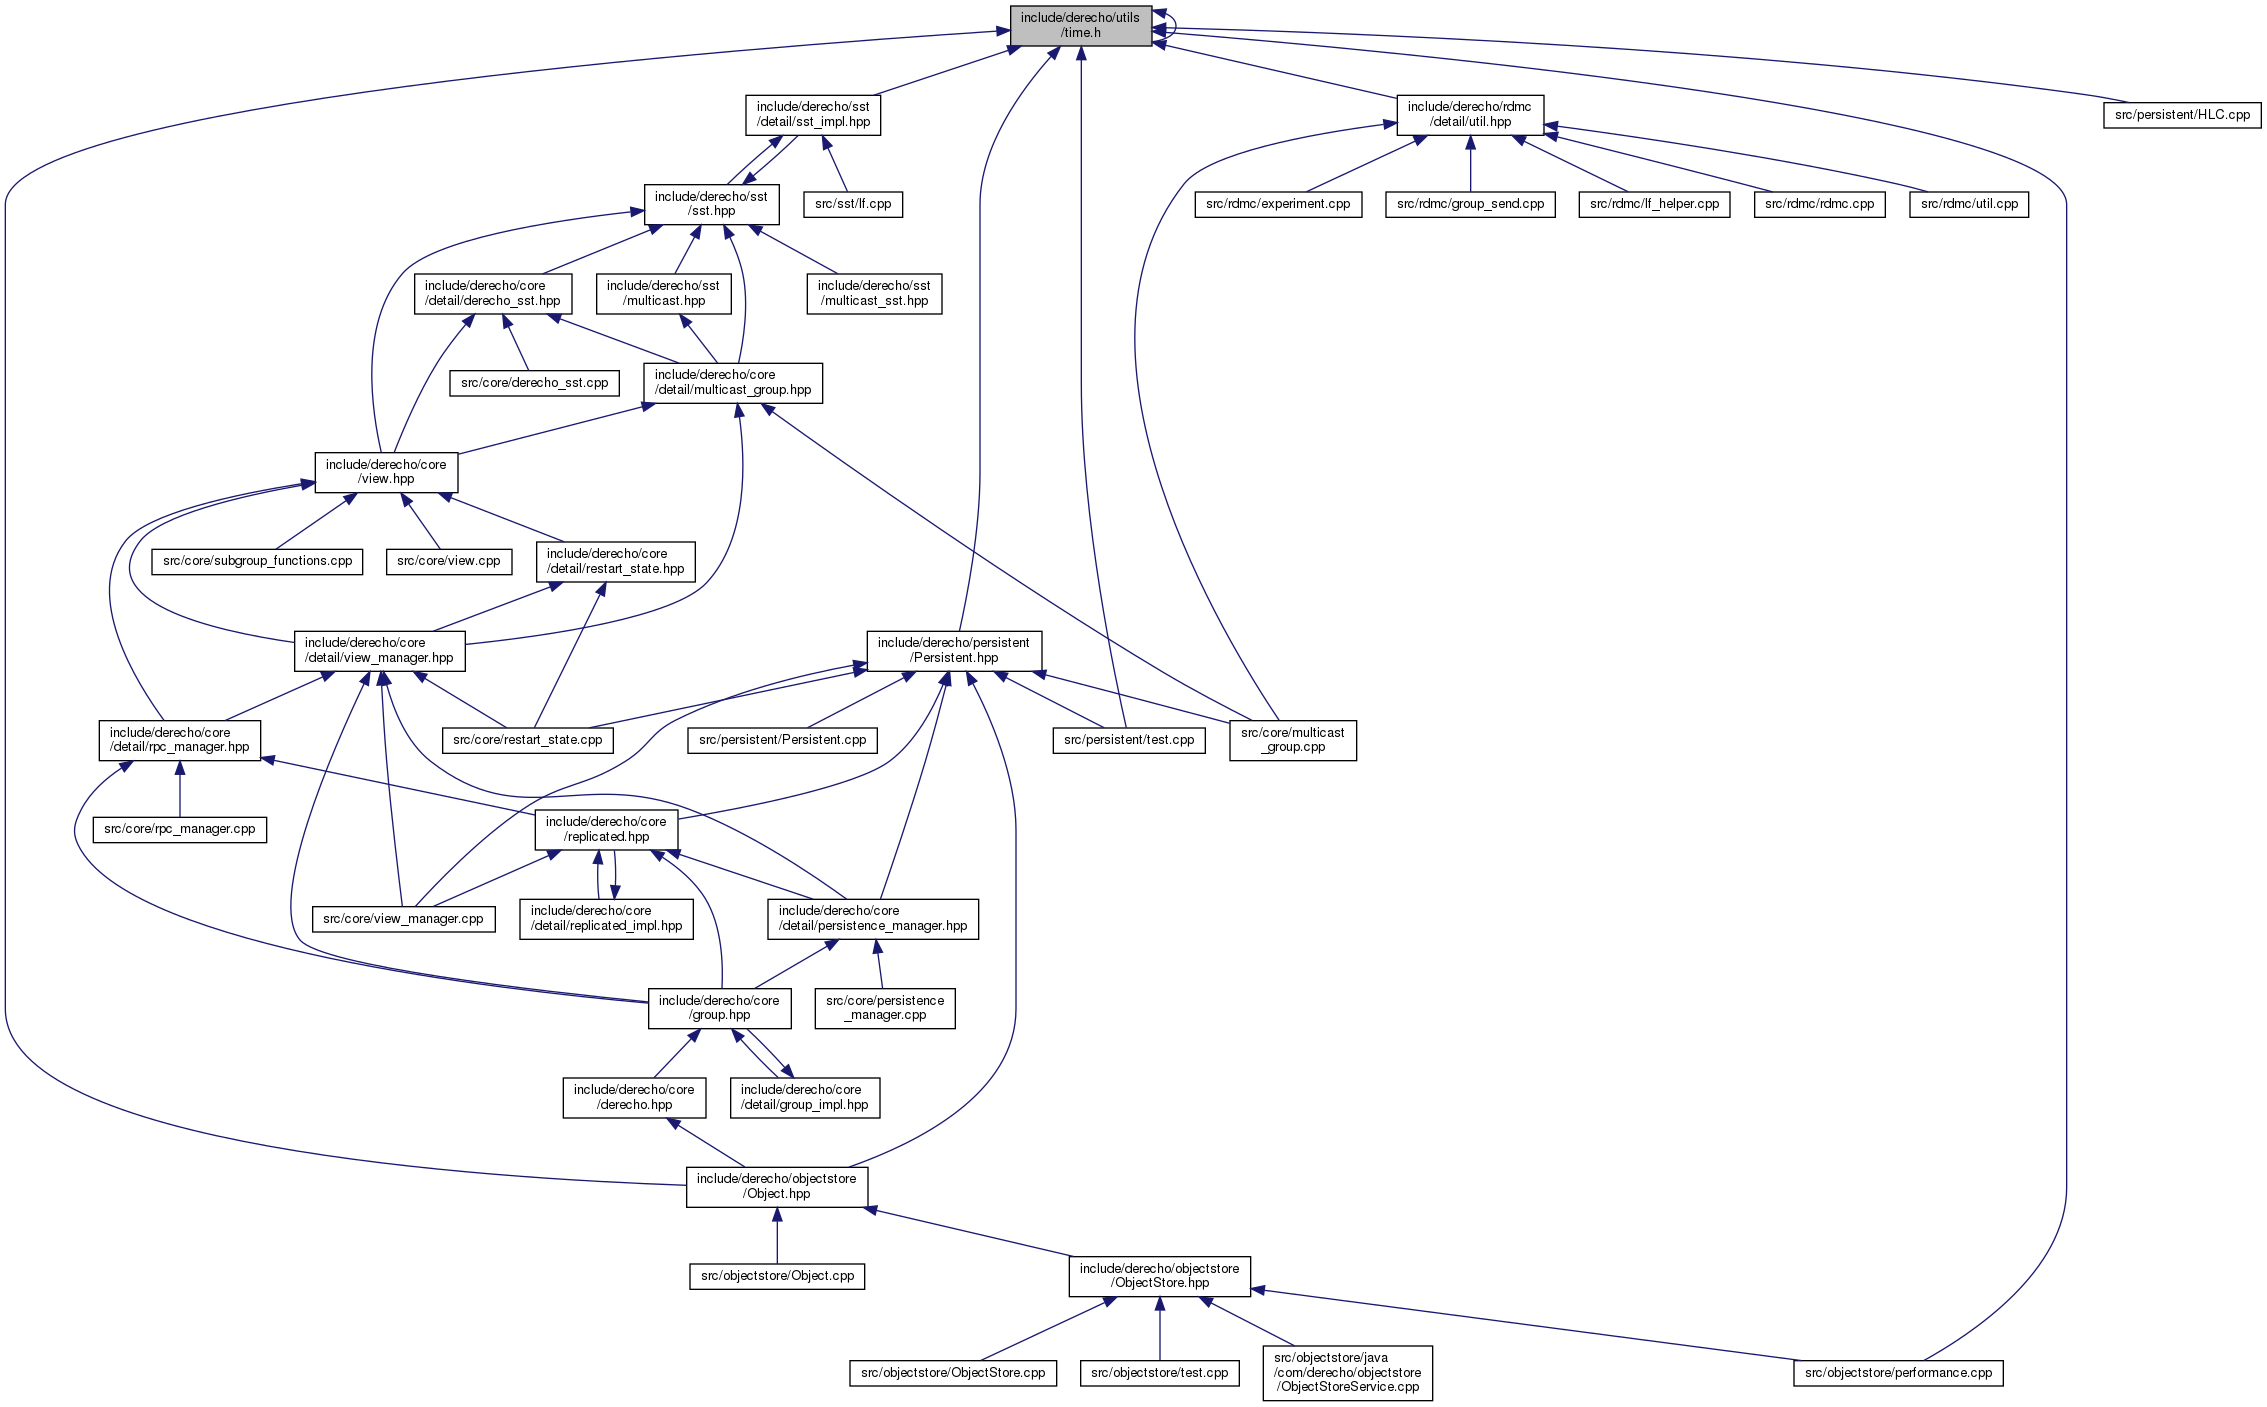 include/derecho/utils
/time.h
include/derecho/sst
/detail/sst_impl.hpp
include/derecho/rdmc
/detail/util.hpp
src/persistent/HLC.cpp
include/derecho/sst
/sst.hpp
src/sst/lf.cpp
src/rdmc/experiment.cpp
src/rdmc/group_send.cpp
src/rdmc/lf_helper.cpp
src/rdmc/rdmc.cpp
src/rdmc/util.cpp
include/derecho/core
/detail/derecho_sst.hpp
include/derecho/sst
/multicast.hpp
include/derecho/sst
/multicast_sst.hpp
src/core/derecho_sst.cpp
include/derecho/core
/detail/multicast_group.hpp
include/derecho/core
/view.hpp
src/core/subgroup_functions.cpp
src/core/view.cpp
include/derecho/core
/detail/restart_state.hpp
include/derecho/core
/detail/view_manager.hpp
include/derecho/persistent
/Persistent.hpp
include/derecho/core
/detail/rpc_manager.hpp
src/core/restart_state.cpp
src/persistent/Persistent.cpp
src/persistent/test.cpp
src/core/multicast
_group.cpp
src/core/rpc_manager.cpp
include/derecho/core
/replicated.hpp
src/core/view_manager.cpp
include/derecho/core
/detail/replicated_impl.hpp
include/derecho/core
/detail/persistence_manager.hpp
include/derecho/core
/group.hpp
src/core/persistence
_manager.cpp
include/derecho/core
/derecho.hpp
include/derecho/core
/detail/group_impl.hpp
include/derecho/objectstore
/Object.hpp
src/objectstore/Object.cpp
include/derecho/objectstore
/ObjectStore.hpp
src/objectstore/ObjectStore.cpp
src/objectstore/test.cpp
src/objectstore/java
/com/derecho/objectstore
/ObjectStoreService.cpp
src/objectstore/performance.cpp